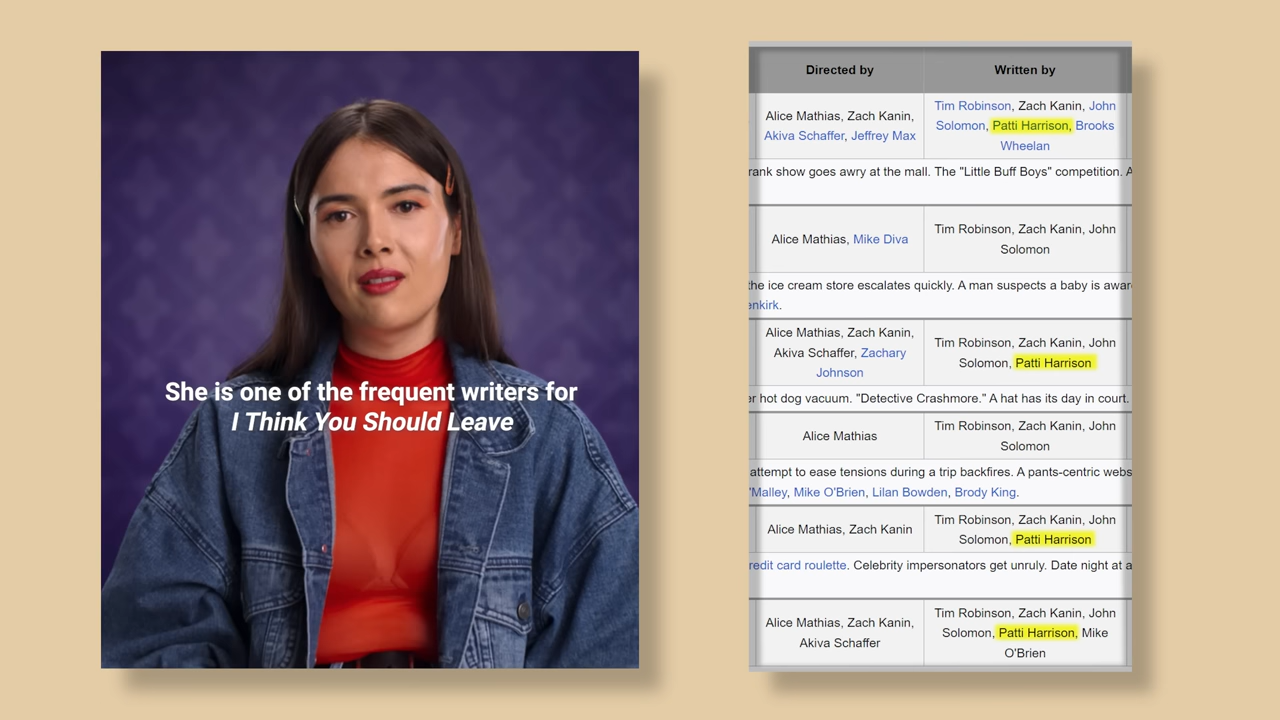 She is one of the frequent writers for
I Think You Should Leave
Directed by
Written by
Alice Mathias, Zach Kanin,
Akiva Schaffer, Jeffrey Max
Tim Robinson, Zach Kanin, John
Solomon, Patti Harrison, Brooks
Wheelan
rank show goes awry at the mall. The "Little Buff Boys" competition. A
Alice Mathias, Mike Diva
Tim Robinson, Zach Kanin, John
Solomon
the ice cream store escalates quickly. A man suspects a baby is awar
enkirk.
Alice Mathias, Zach Kanin,
Akiva Schaffer, Zachary
Johnson
Tim Robinson, Zach Kanin, John
Solomon, Patti Harrison
er hot dog vacuum. "Detective Crashmore." A hat has its day in court.
Alice Mathias
Tim Robinson, Zach Kanin, John
Solomon
attempt to ease tensions during a trip backfires. A pants-centric webs
'Malley, Mike O'Brien, Lilan Bowden, Brody King.
Alice Mathias, Zach Kanin
Tim Robinson, Zach Kanin, John
Solomon, Patti Harrison
redit card roulette. Celebrity impersonators get unruly. Date night at a
Alice Mathias, Zach Kanin,
Akiva Schaffer
Tim Robinson, Zach Kanin, John
Solomon, Patti Harrison, Mike
O'Brien